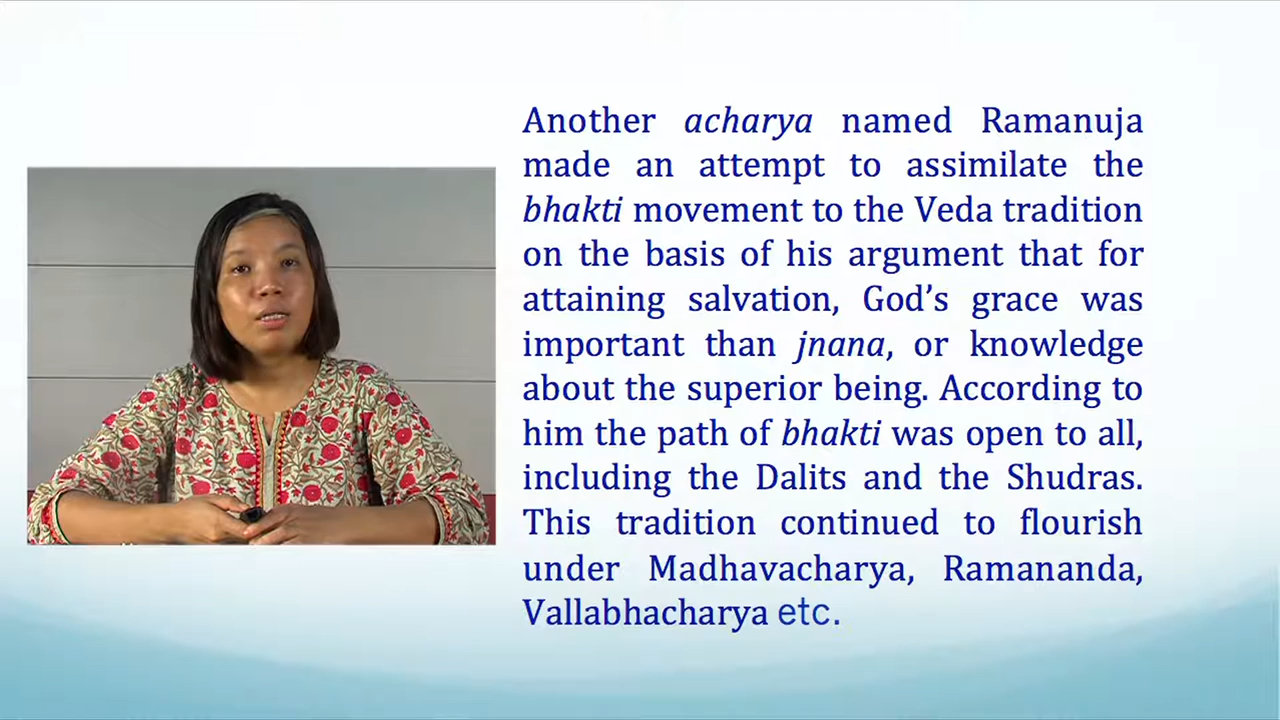 Another acharya named Ramanuja
made an attempt to assimilate the
bhakti movement to the Veda tradition
on the basis of his argument that for
attaining salvation, God’s grace was
important than jnana, or knowledge
about the superior being. According to
him the path of bhakti was open to all,
including the Dalits and the Shudras.
This tradition continued to flourish
under Madhavacharya, Ramananda,
Vallabhacharya etc.